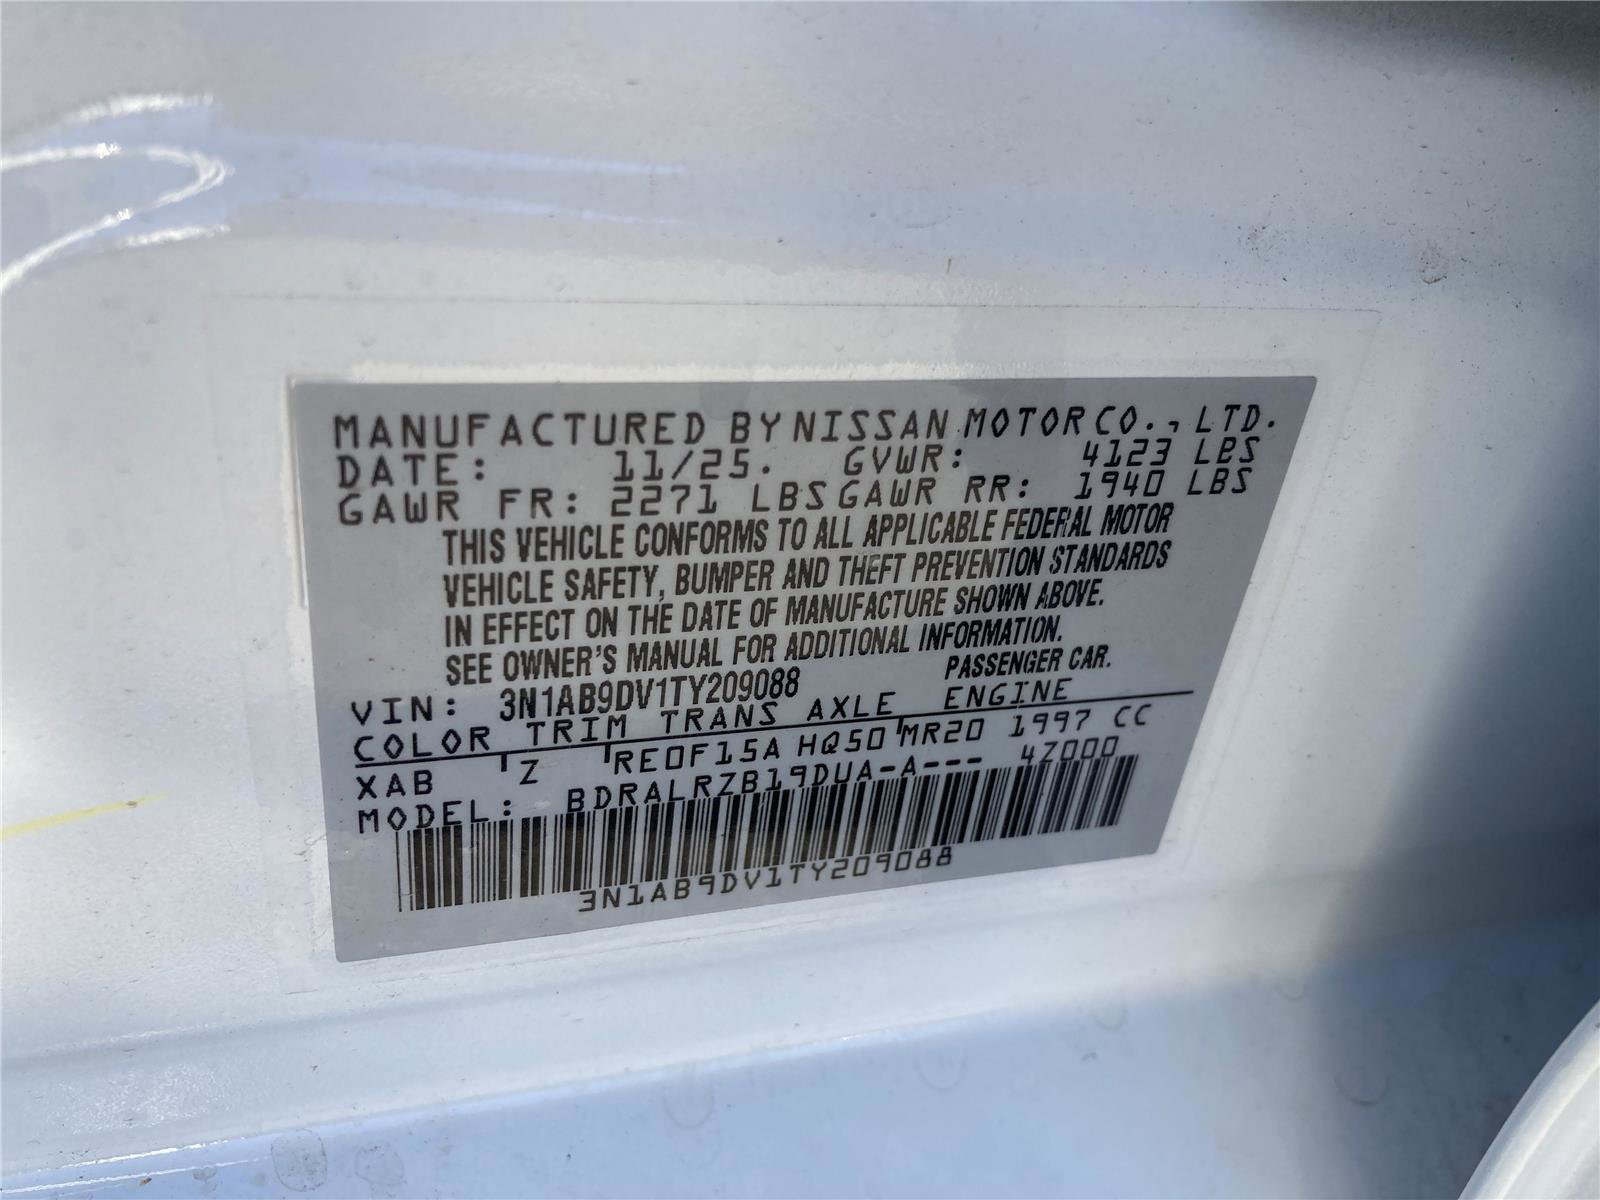 MANUFACTURED BY NISSAN MOTOR CO., LTD.
DATE: 11/25. GVWR: 4123 LBS
GAWR FR: 2271 LBS GAWR RR: 1940 LBS
THIS VEHICLE CONFORMS TO ALL APPLICABLE FEDERAL MOTOR
VEHICLE SAFETY, BUMPER AND THEFT PREVENTION STANDARDS
IN EFFECT ON THE DATE OF MANUFACTURE SHOWN ABOVE.
SEE OWNER'S MANUAL FOR ADDITIONAL INFORMATION.
VIN: 3N1AB9DV1TY209088 PASSENGER CAR.
COLOR TRIM TRANS AXLE ENGINE
XAB Z RE0F15A HQ50 MR20 1997 CC
MODEL: BDRALRZB19DUA-A--- 4Z000
3N1AB9DV1TY209088